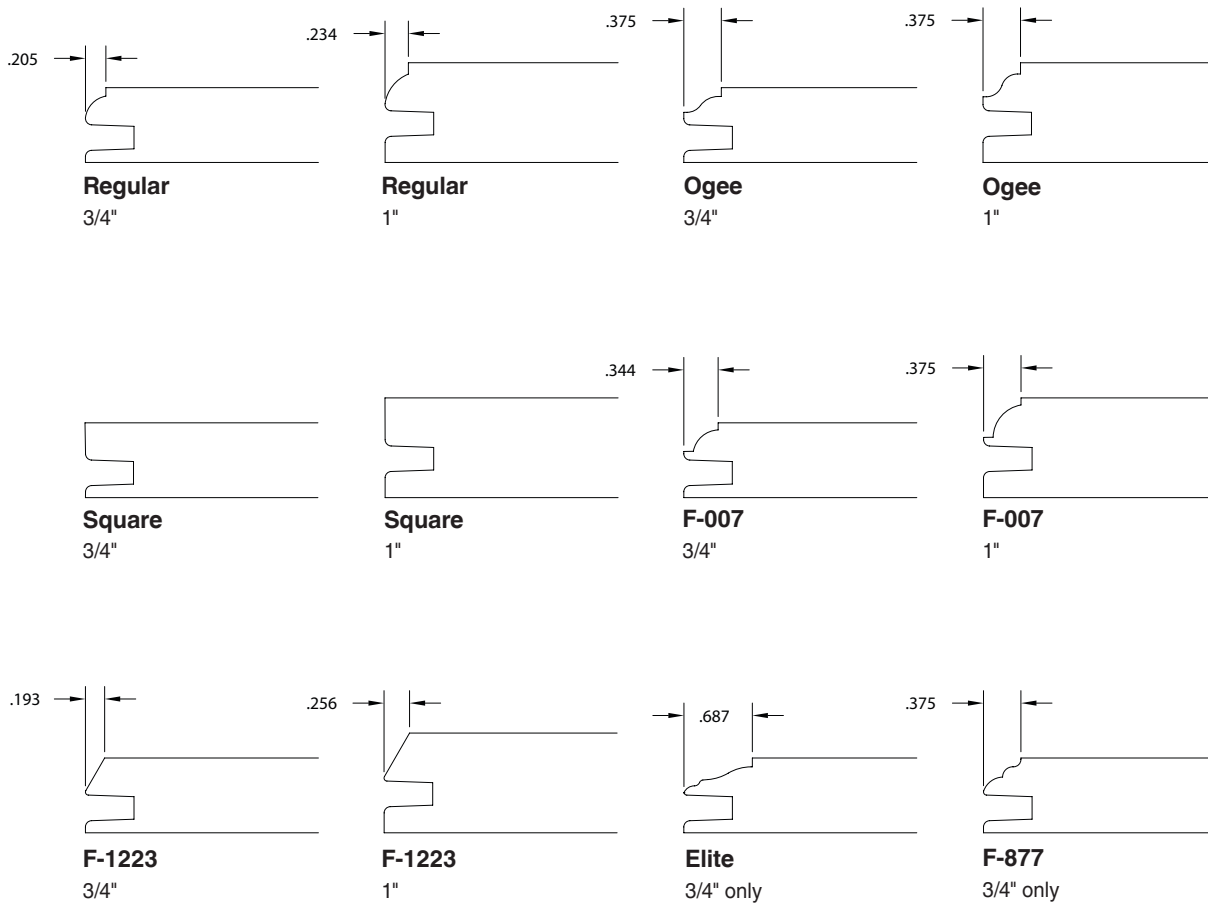 .205
.234
.375
.375
Regular
3/4"
Regular
1"
Ogee
3/4"
Ogee
1"
.344
.375
Square
3/4"
Square
1"
F-007
3/4"
F-007
1"
.193
.256
.687
.375
F-1223
3/4"
F-1223
1"
Elite
3/4" only
F-877
3/4" only